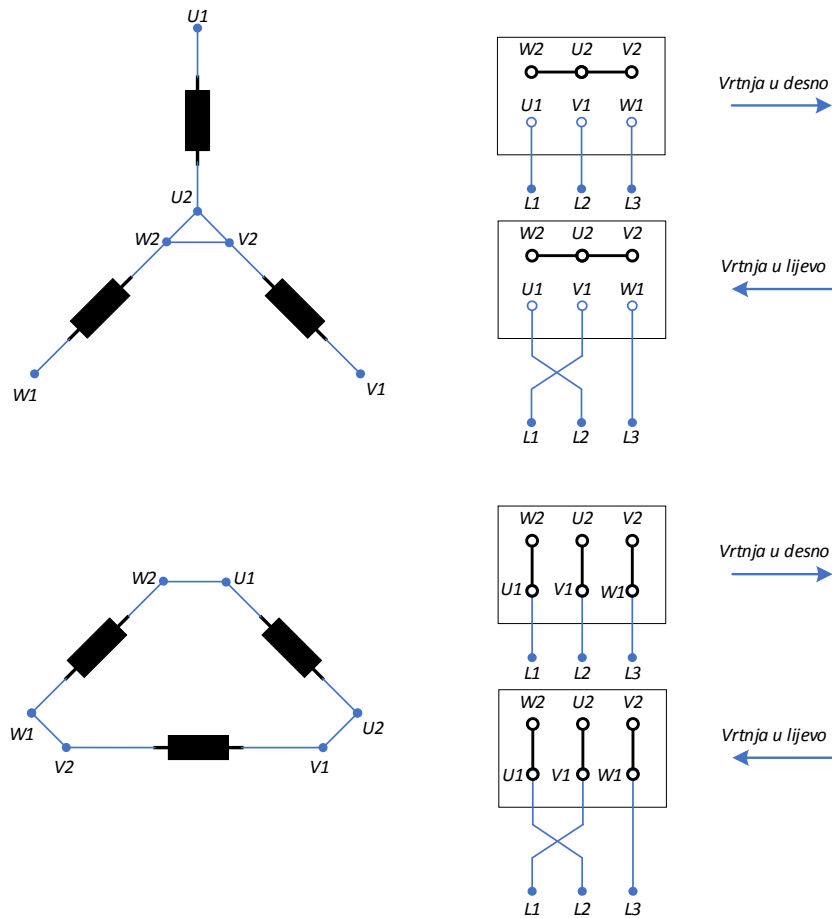 U1
U2
W2 V2
W1 V1
W2 U2 V2
U1 V1 W1
L1 L2 L3
Vrtnja u desno
W2 U2 V2
U1 V1 W1
L1 L2 L3
Vrtnja u lijevo
W2 U1
W1 U2
V2 V1
W2 U2 V2
U1 V1 W1
L1 L2 L3
Vrtnja u desno
W2 U2 V2
U1 V1 W1
L1 L2 L3
Vrtnja u lijevo